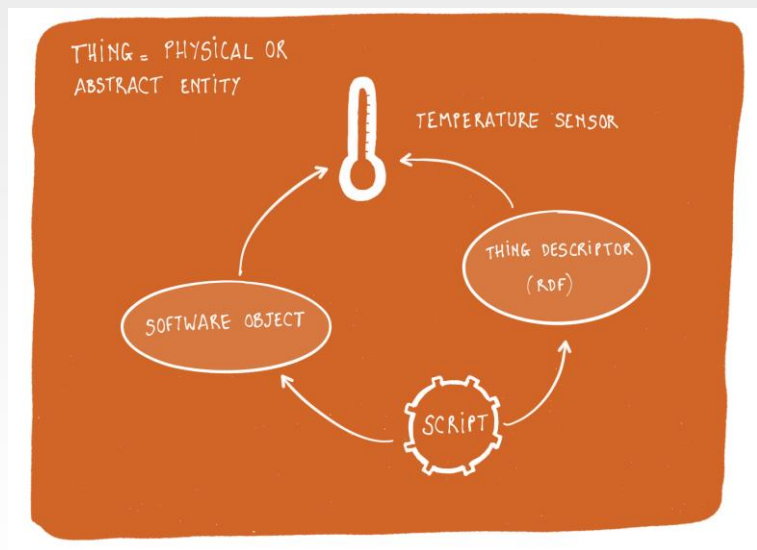 THING = PHYSICAL OR
ABSTRACT ENTITY
TEMPERATURE SENSOR
THING DESCRIPTOR
(RDF)
SOFTWARE OBJECT
SCRIPT